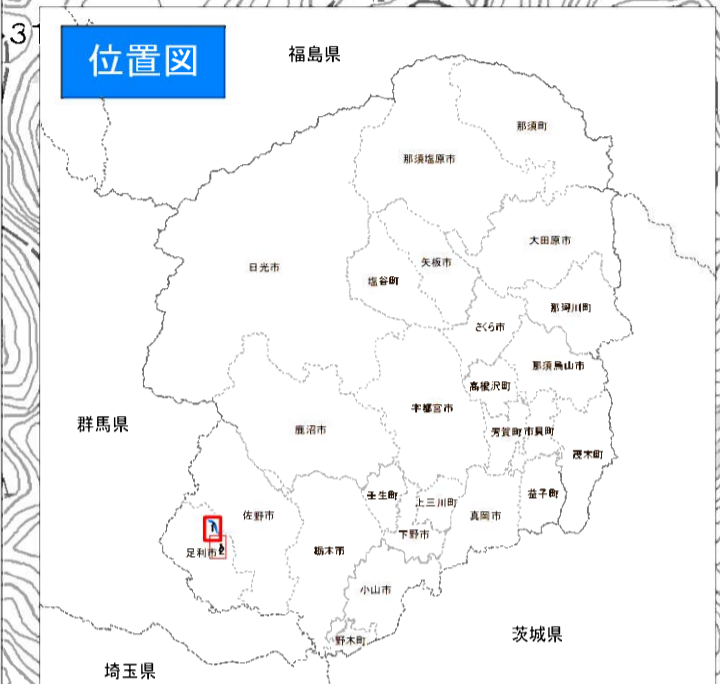 31
位置図
福島県
那須町
那須塩原市
大田原市
日光市
矢板市
塩谷町
那珂川町
さくら市
那須烏山市
高根沢町
宇都宮市
群馬県
鹿沼市
芳賀町
市貝町
茂木町
壬生町
上三川町
益子町
佐野市
真岡市
1
下野市
足利市
2
栃木市
小山市
野木町
茨城県
埼玉県